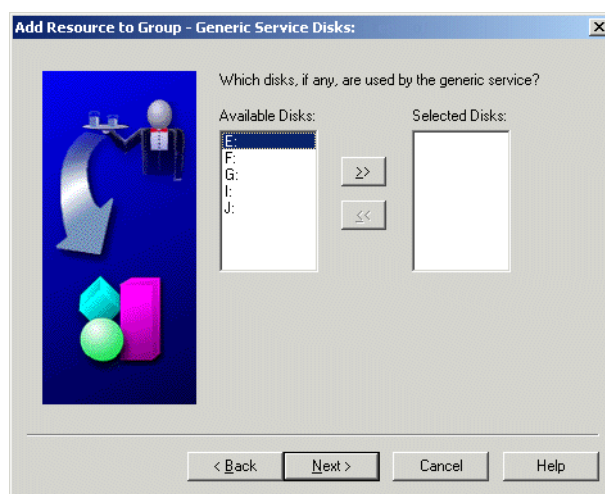 Add Resource to Group - Generic Service Disks:
Which disks, if any, are used by the generic service?
Available Disks:
Selected Disks:
E:
F:
G:
I:
J:
>>
<<
< Back
Next >
Cancel
Help